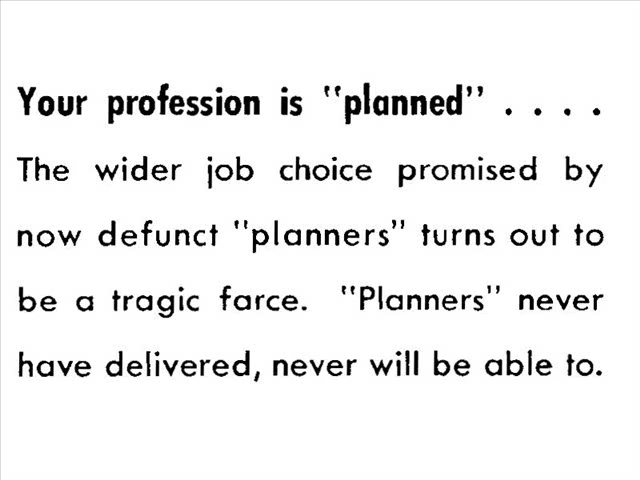 Your profession is "planned" . . . .
The wider job choice promised by
now defunct "planners" turns out to
be a tragic farce. "Planners" never
have delivered, never will be able to.